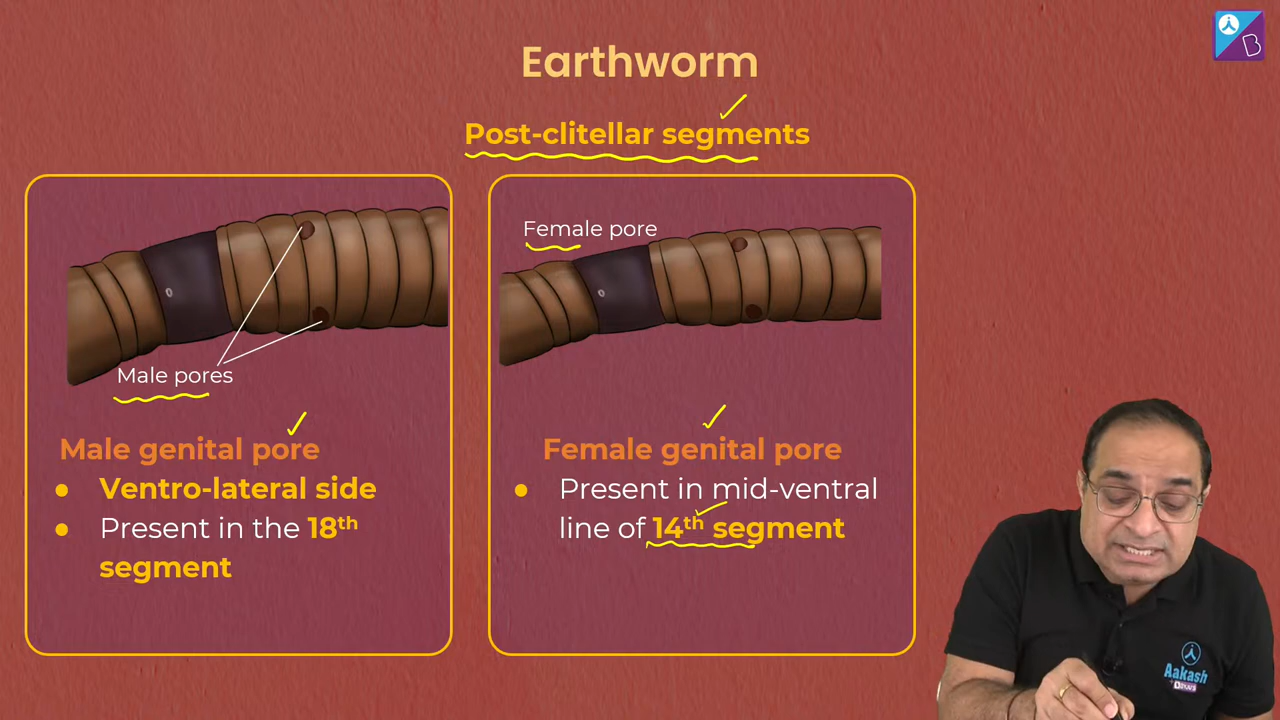 Earthworm
Post-clitellar segments
Male pores
Male genital pore
Ventro-lateral side
Present in the 18th
segment
Female pore
Female genital pore
Present in mid-ventral
line of 14th segment
Aakash
BYJU'S
B